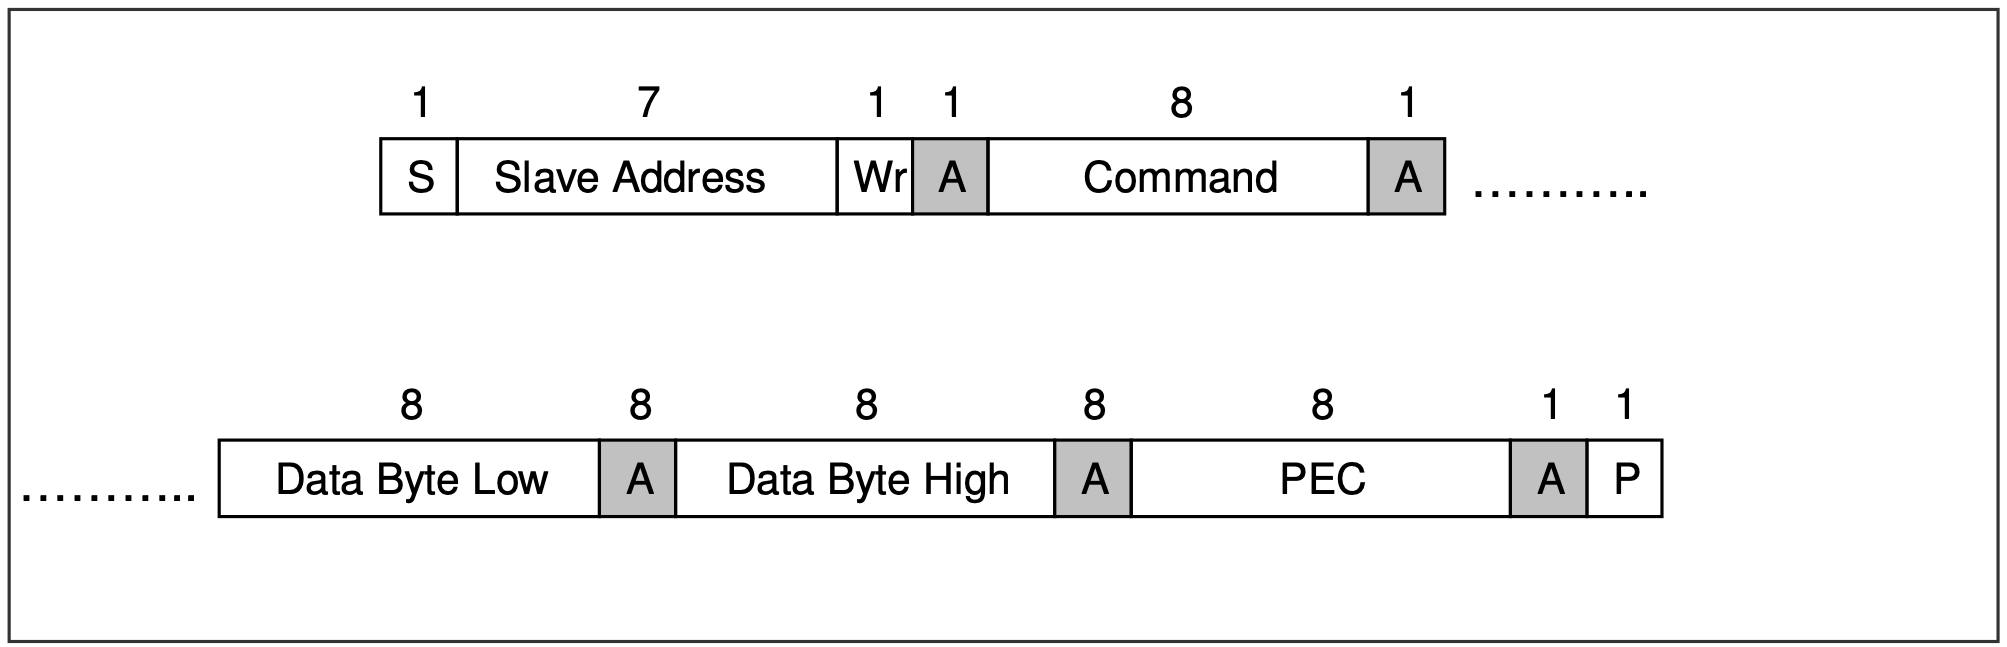 1 7 1 1 8 1
S Slave Address Wr A Command A ...........
8 8 8 8 8 1 1
........... Data Byte Low A Data Byte High A PEC A P